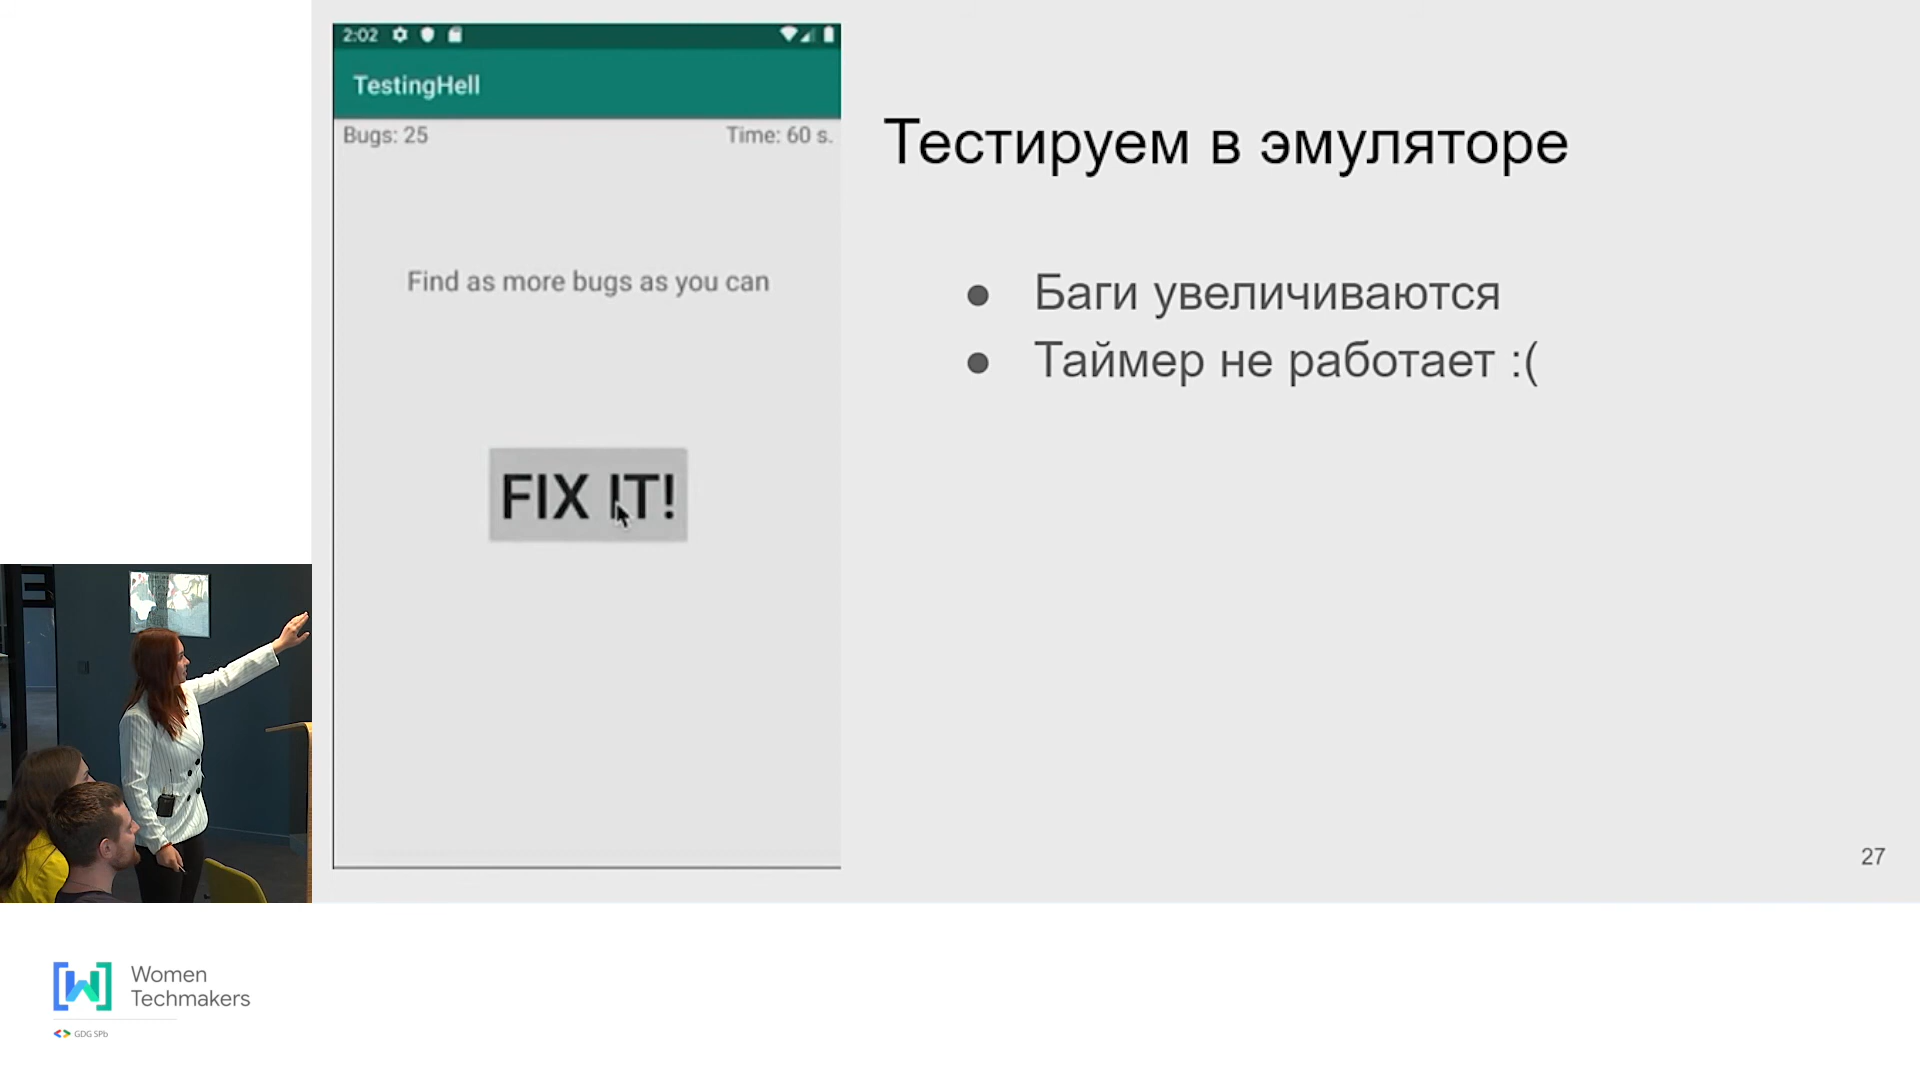 2:02
TestingHell
Bugs: 25
Time: 60 s.
Find as more bugs as you can
FIX IT!
Тестируем в эмуляторе
● Баги увеличиваются
● Таймер не работает :(
27
Women
Techmakers
GDG SPb